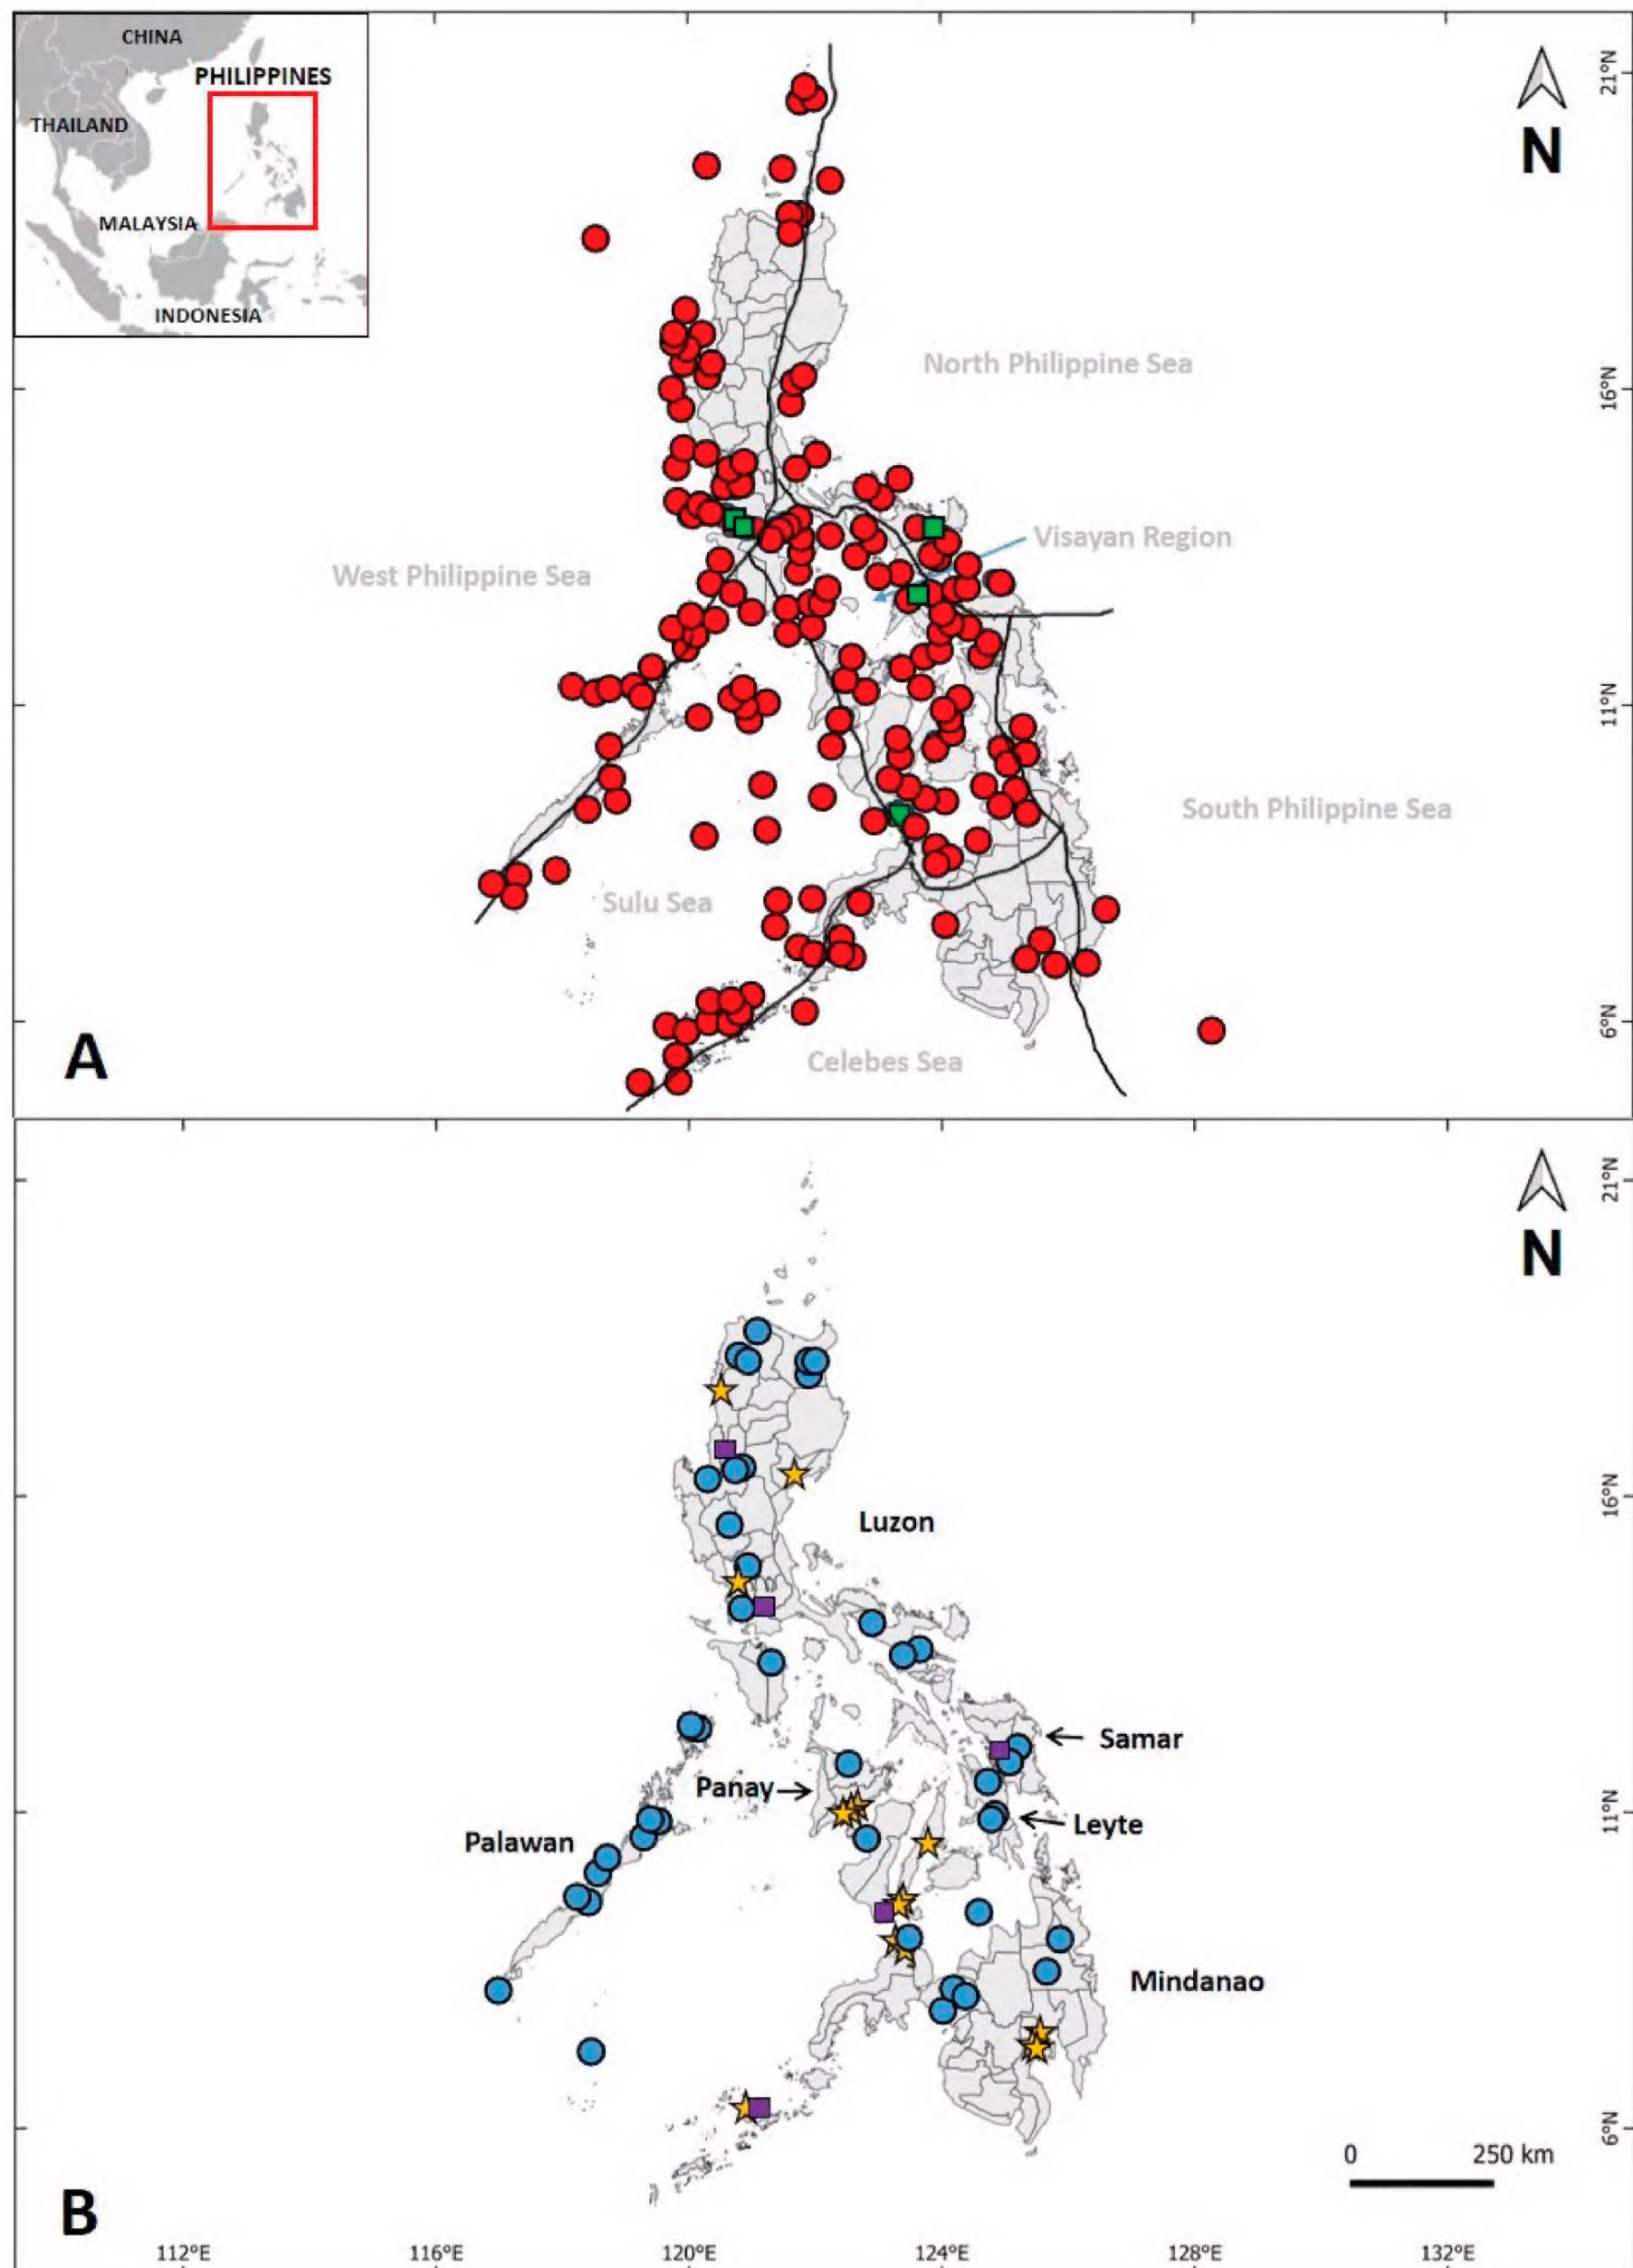 CHINA
PHILIPPINES
THAILAND
MALAYSIA
INDONESIA
N
21°N
North Philippine Sea
16°N
Visayan Region
West Philippine Sea
11°N
South Philippine Sea
Sulu Sea
6°N
A
Celebes Sea
21°N
N
16°N
Luzon
Samar
Panay
11°N
Leyte
Palawan
Mindanao
6°N
0 250 km
B
112°E 116°E 120°E 124°E 128°E 132°E